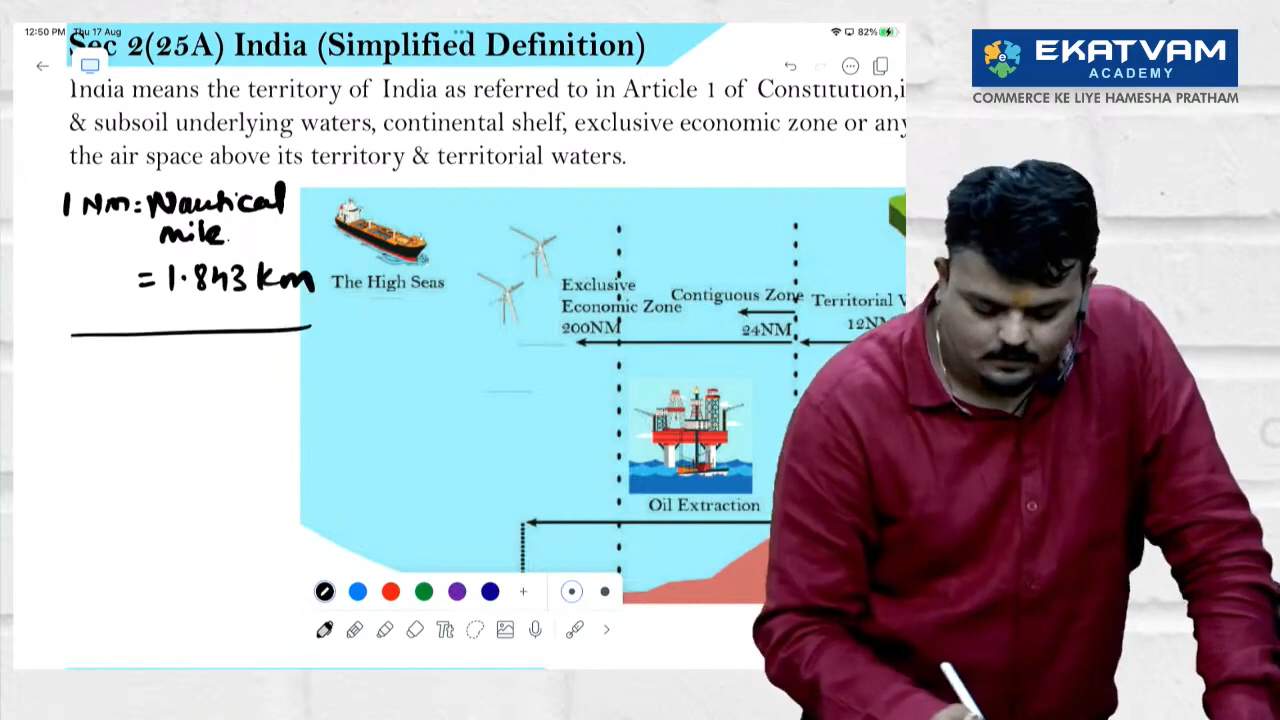 12:50 PM Thu 17 Aug
82%
Sec 2(25A) India (Simplified Definition)
India means the territory of India as referred to in Article 1 of Constitution,i
& subsoil underlying waters, continental shelf, exclusive economic zone or any
the air space above its territory & territorial waters.
1 Nm: Nautical
mile
= 1.843 km
The High Seas
Exclusive
Economic Zone
200NM
Contiguous Zone
24NM
Territorial
12NM
Oil Extraction
EKATVAM
ACADEMY
COMMERCE KE LIYE HAMESHA PRATHAM